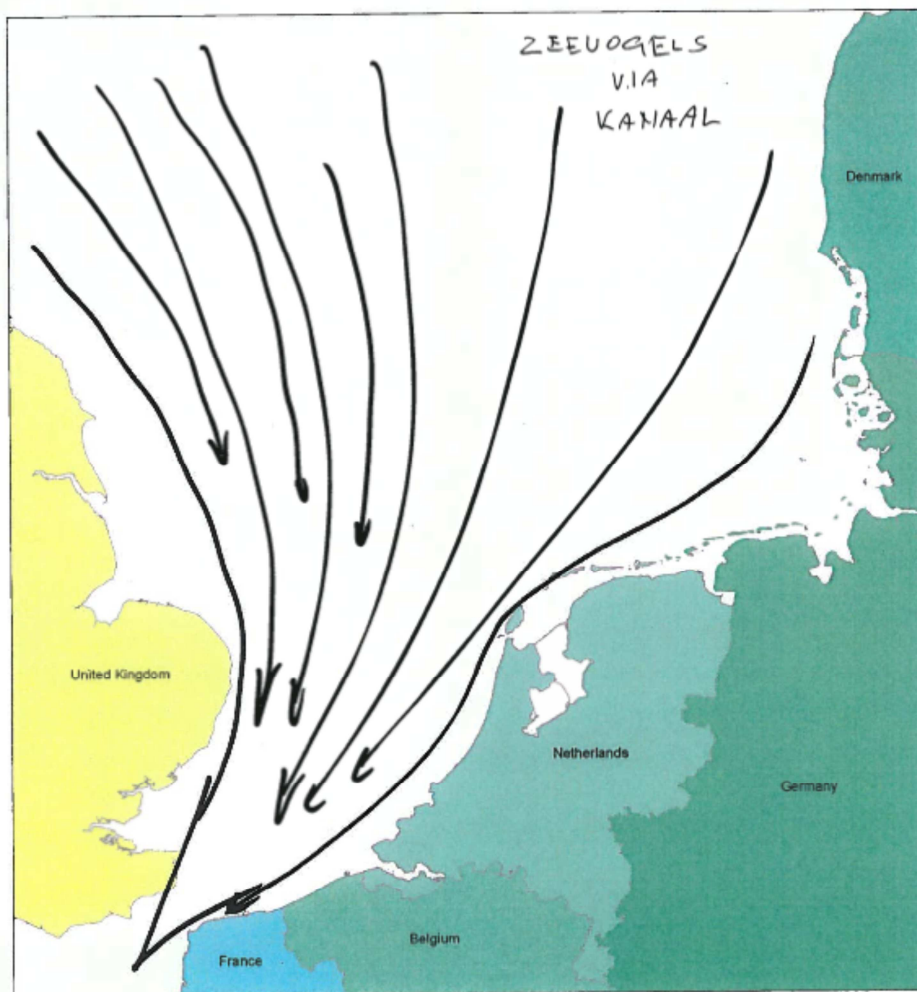 ZEEVOGELS
VIA
KANAAL
Denmark
United Kingdom
Netherlands
Germany
Belgium
France